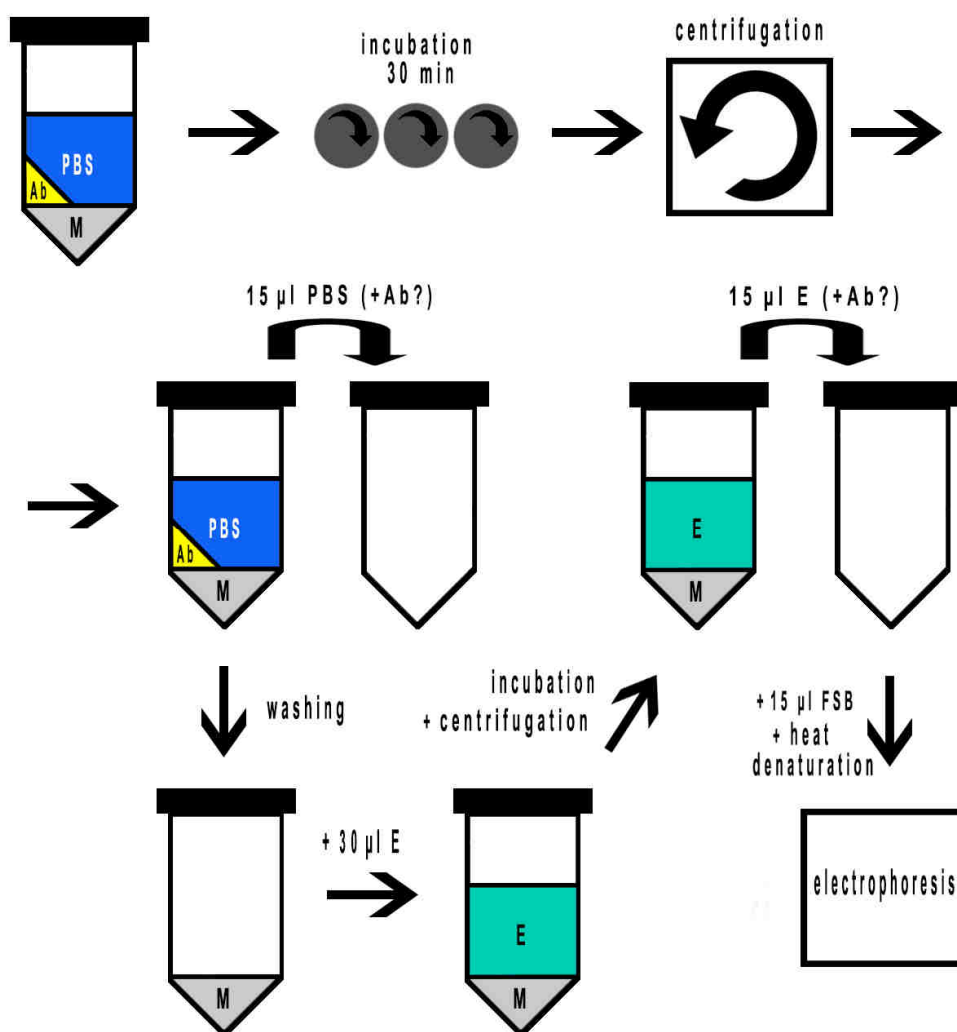 incubation
30 min
centrifugation
PBS
Ab
M
15 µl PBS (+Ab?)
15 µl E (+Ab?)
PBS
Ab
M
E
M
washing
incubation
+ centrifugation
+ 15 µl FSB
+ heat
denaturation
+ 30 µl E
E
M
M
electrophoresis